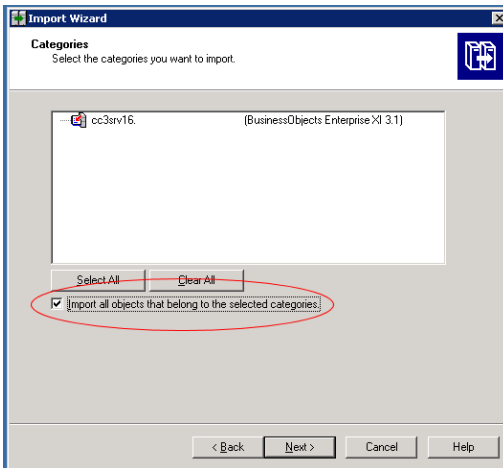 Import Wizard
Categories
Select the categories you want to import.
cc3srv16. (BusinessObjects Enterprise XI 3.1)
Select All Clear All
Import all objects that belong to the selected categories.
< Back Next > Cancel Help